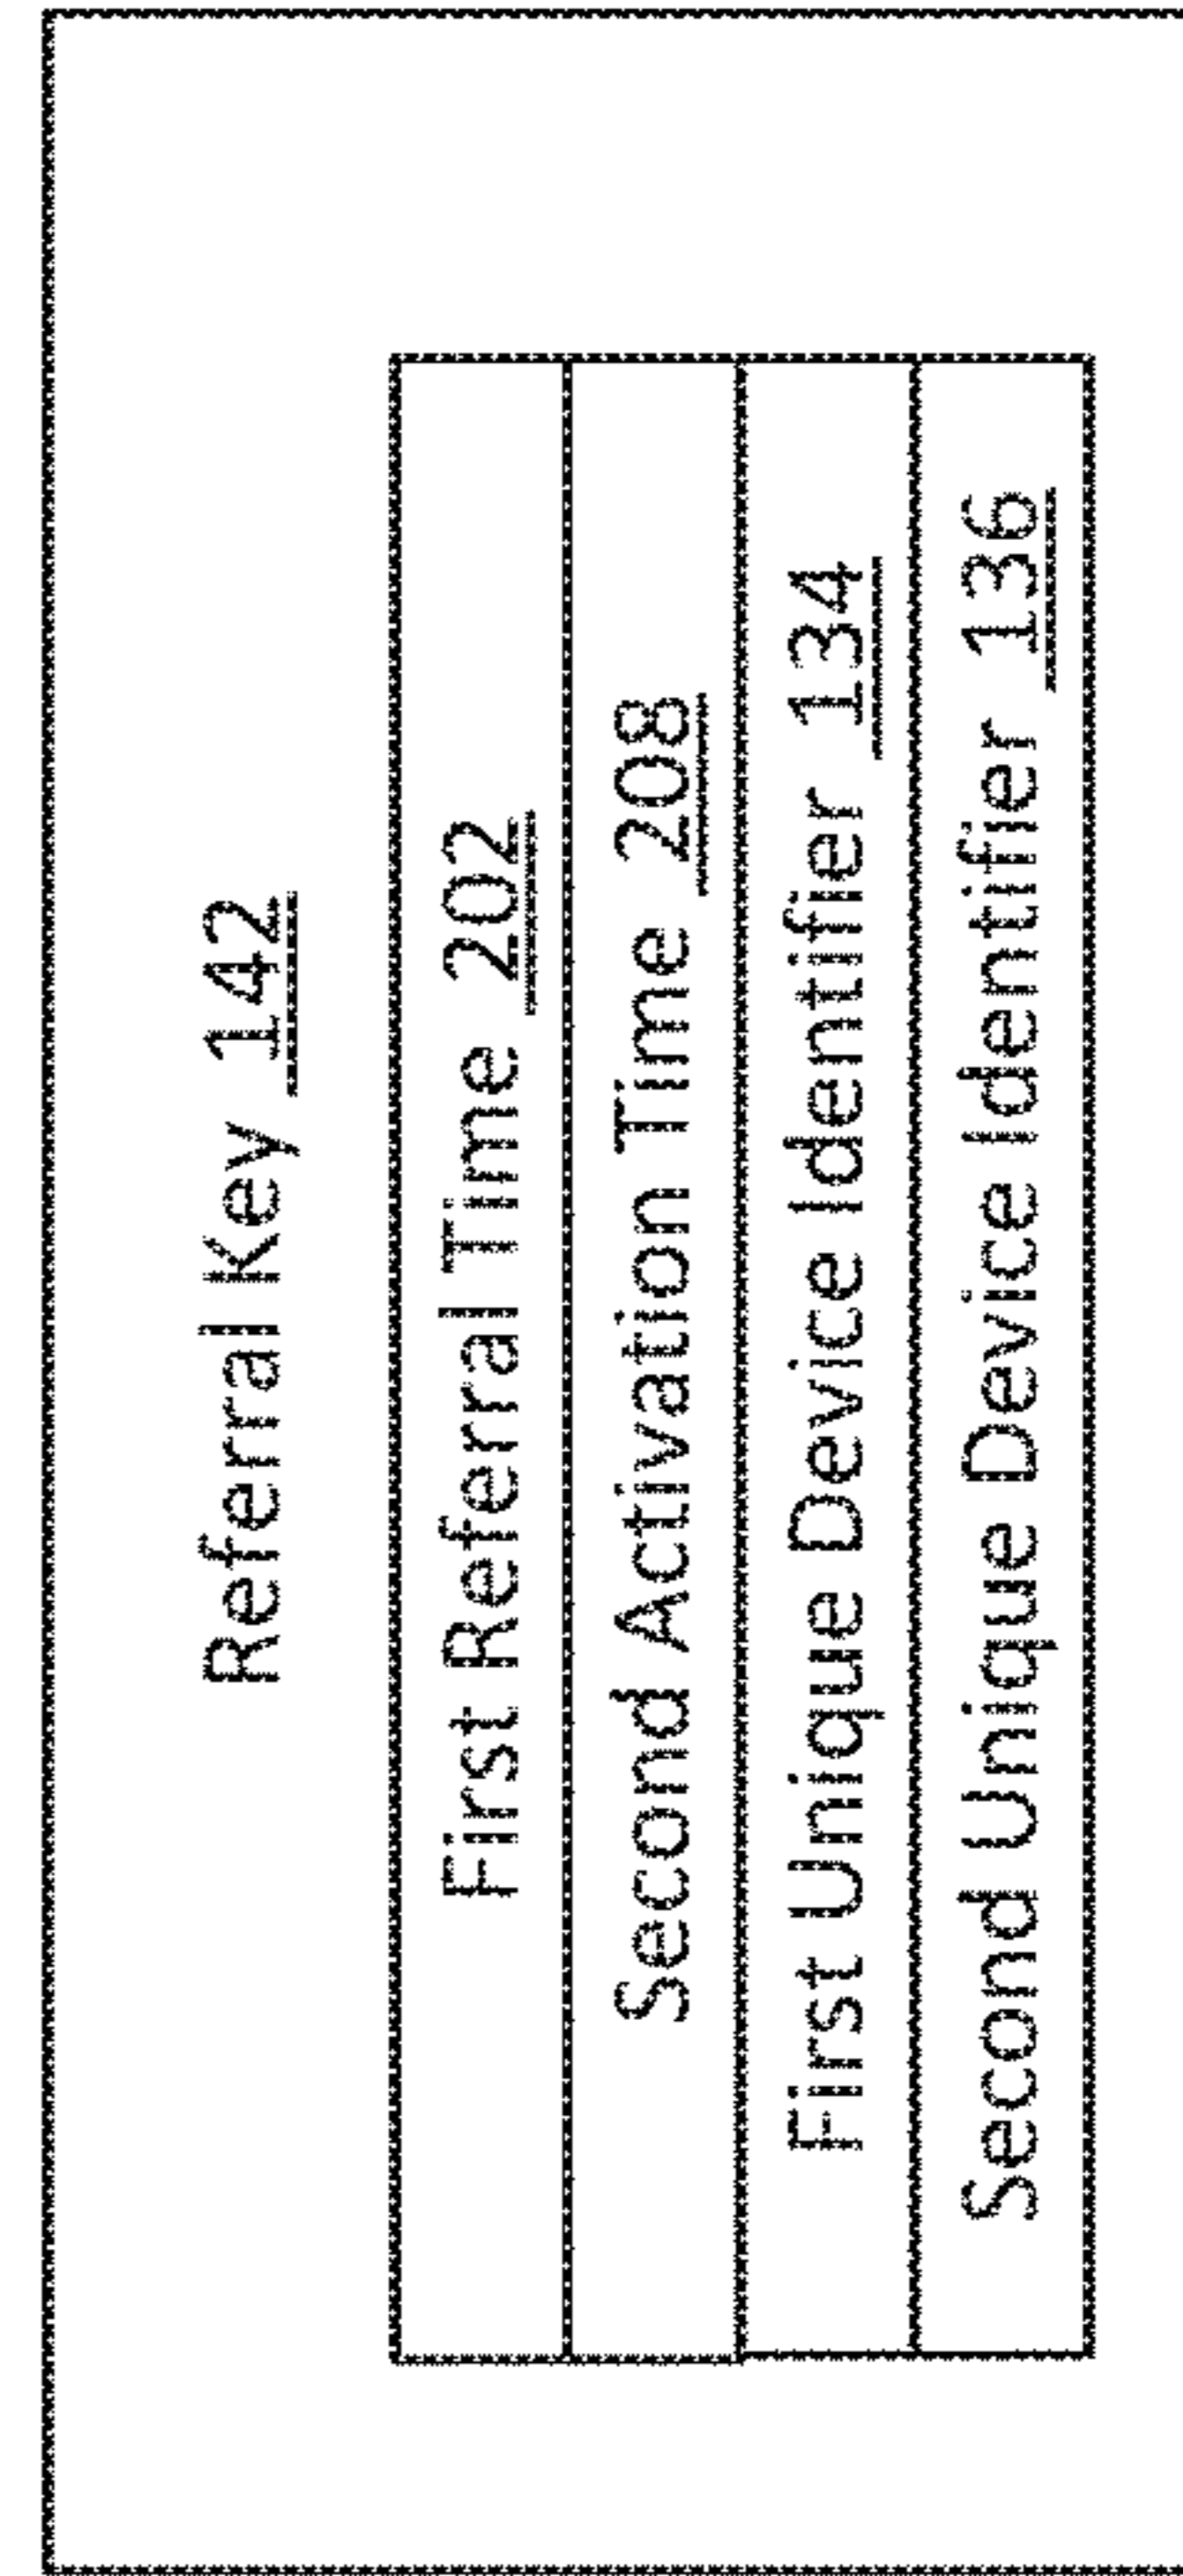 Referral Key 142
First Referral Time 202
Second Activation Time 208
First Unique Device Identifier 134
Second Unique Device Identifier 136